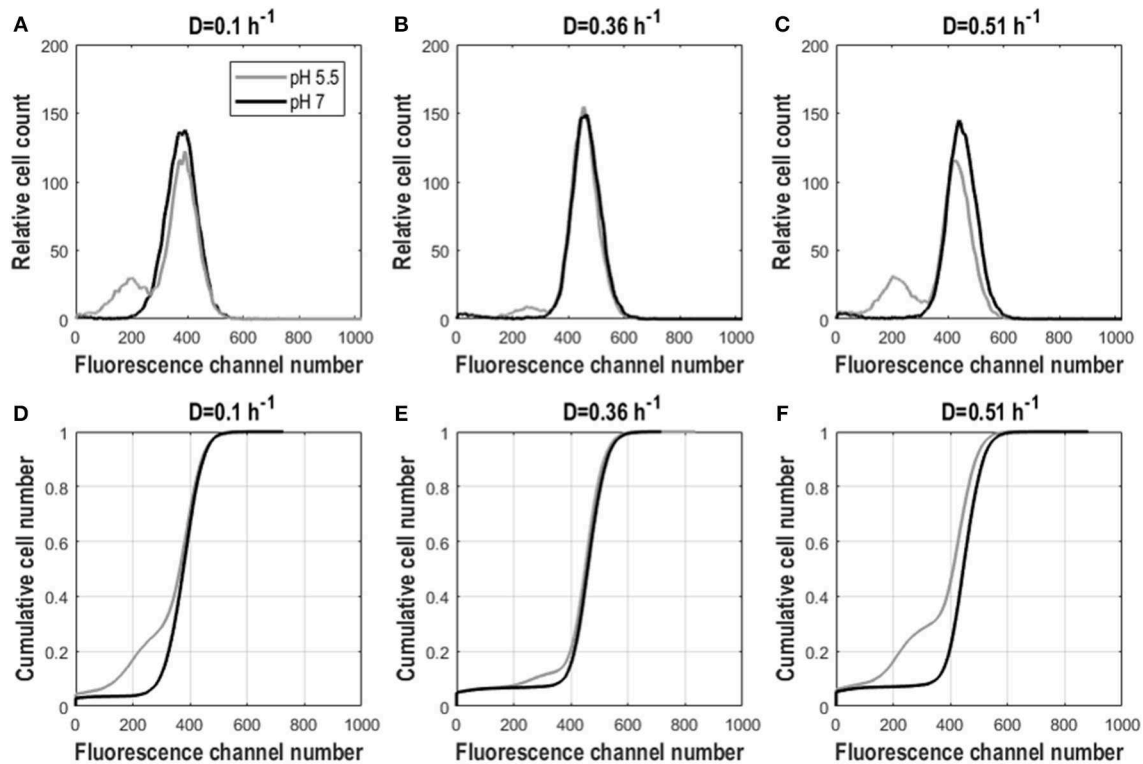 A D=0.1 h-1
B D=0.36 h-1
C D=0.51 h-1
200
150
100
50
0
Relative cell count
pH 5.5
pH 7
0 200 400 600 800 1000
Fluorescence channel number
200
150
100
50
0
Relative cell count
0 200 400 600 800 1000
Fluorescence channel number
200
150
100
50
0
Relative cell count
0 200 400 600 800 1000
Fluorescence channel number
D D=0.1 h-1
E D=0.36 h-1
F D=0.51 h-1
1
0.8
0.6
0.4
0.2
0
Cumulative cell number
0 200 400 600 800 1000
Fluorescence channel number
1
0.8
0.6
0.4
0.2
0
Cumulative cell number
0 200 400 600 800 1000
Fluorescence channel number
1
0.8
0.6
0.4
0.2
0
Cumulative cell number
0 200 400 600 800 1000
Fluorescence channel number